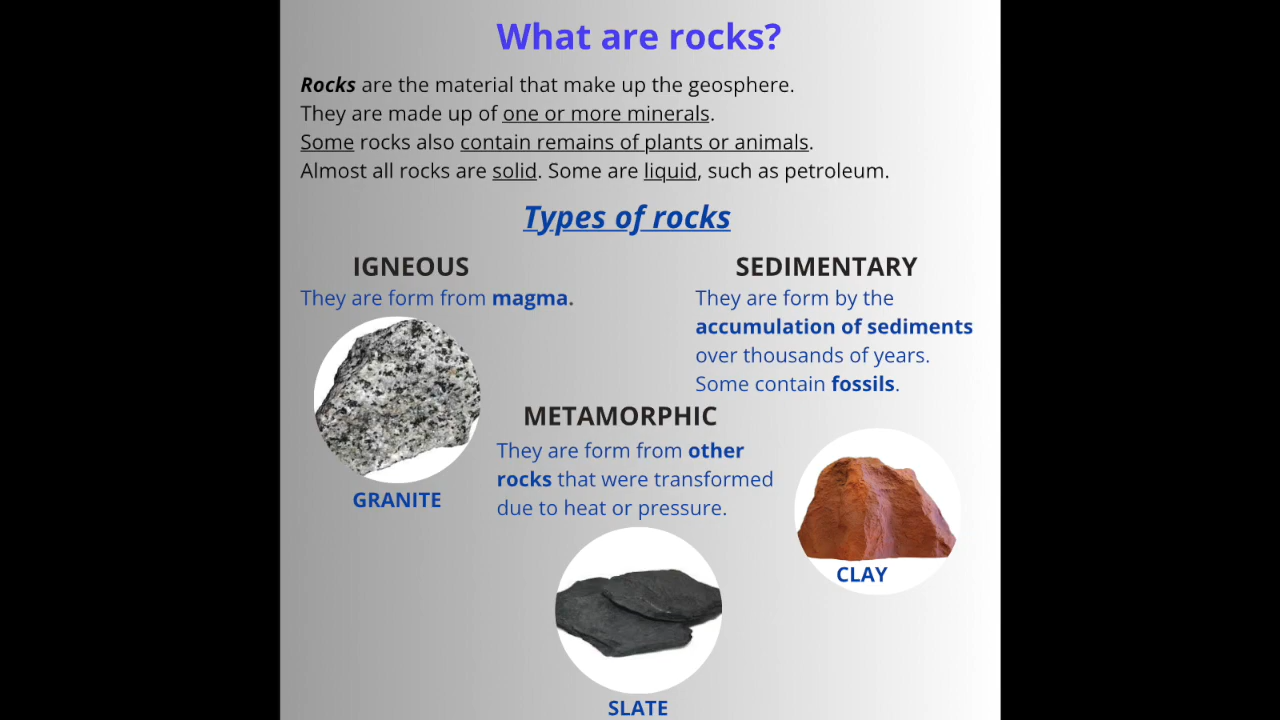 What are rocks?
Rocks are the material that make up the geosphere.
They are made up of one or more minerals.
Some rocks also contain remains of plants or animals.
Almost all rocks are solid. Some are liquid, such as petroleum.
Types of rocks
IGNEOUS
They are form from magma.
GRANITE
SEDIMENTARY
They are form by the
accumulation of sediments
over thousands of years.
Some contain fossils.
CLAY
METAMORPHIC
They are form from other
rocks that were transformed
due to heat or pressure.
SLATE